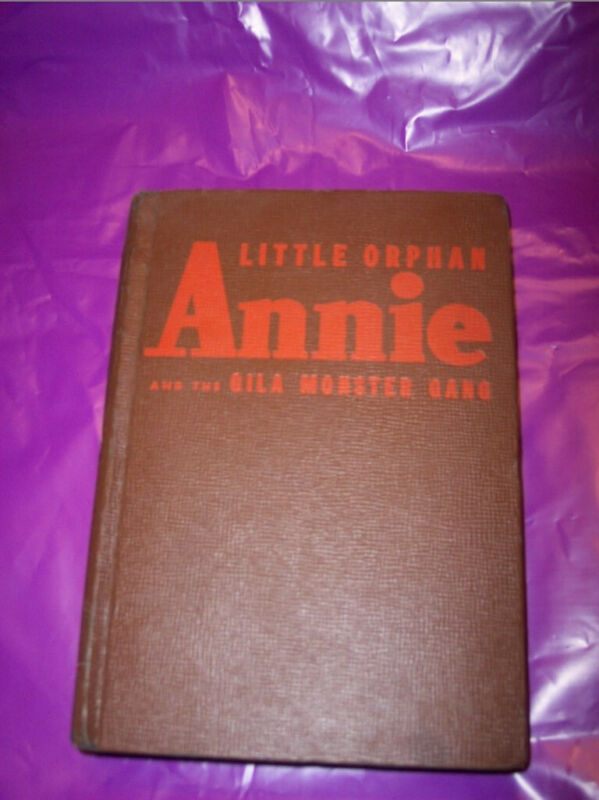 LITTLE ORPHAN
Annie
AND THE GILA MONSTER GANG